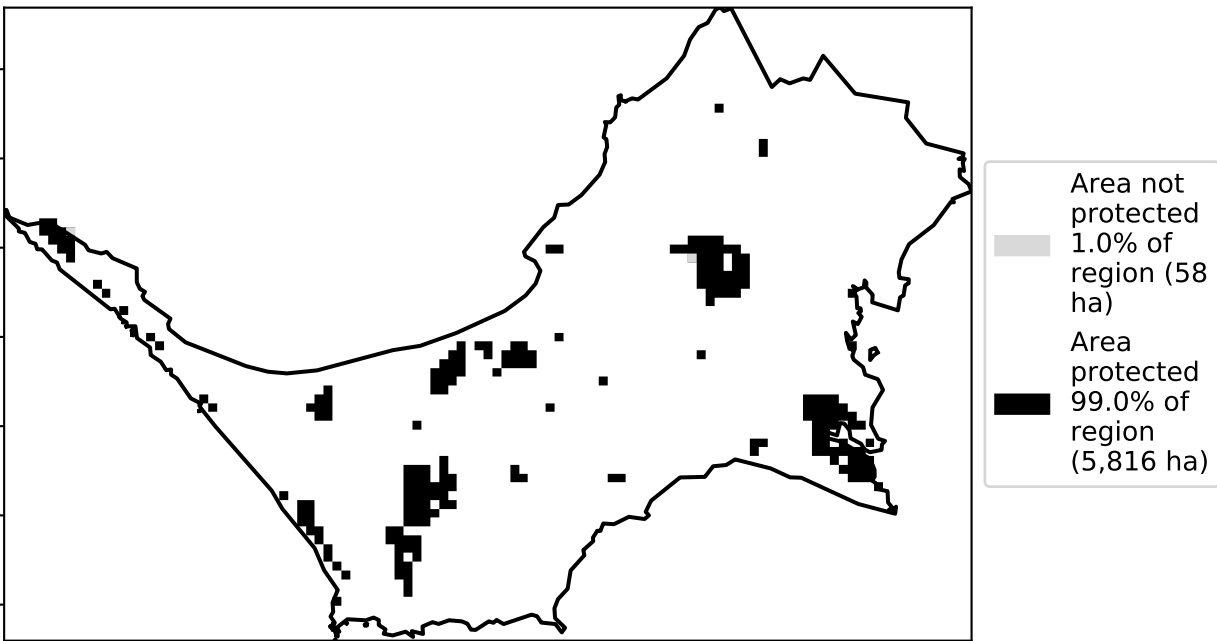 Area not
protected
1.0% of
region (58
ha)
Area
protected
99.0% of
region
(5,816 ha)